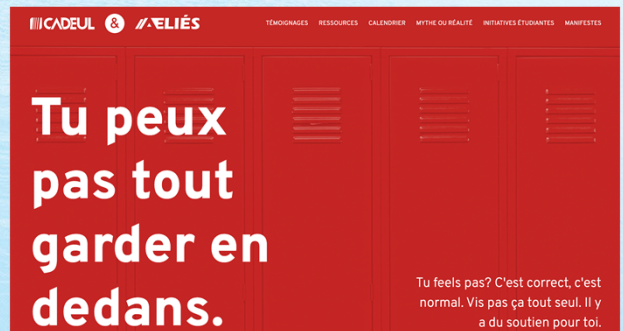 CADEUL & ÆLIÉS
TÉMOIGNAGES RESSOURCES CALENDRIER MYTHE OU RÉALITÉ INITIATIVES ÉTUDIANTES MANIFESTES
Tu peux
pas tout
garder en
dedans.
Tu feels pas? C'est correct, c'est
normal. Vis pas ça tout seul. Il y
a du soutien pour toi.